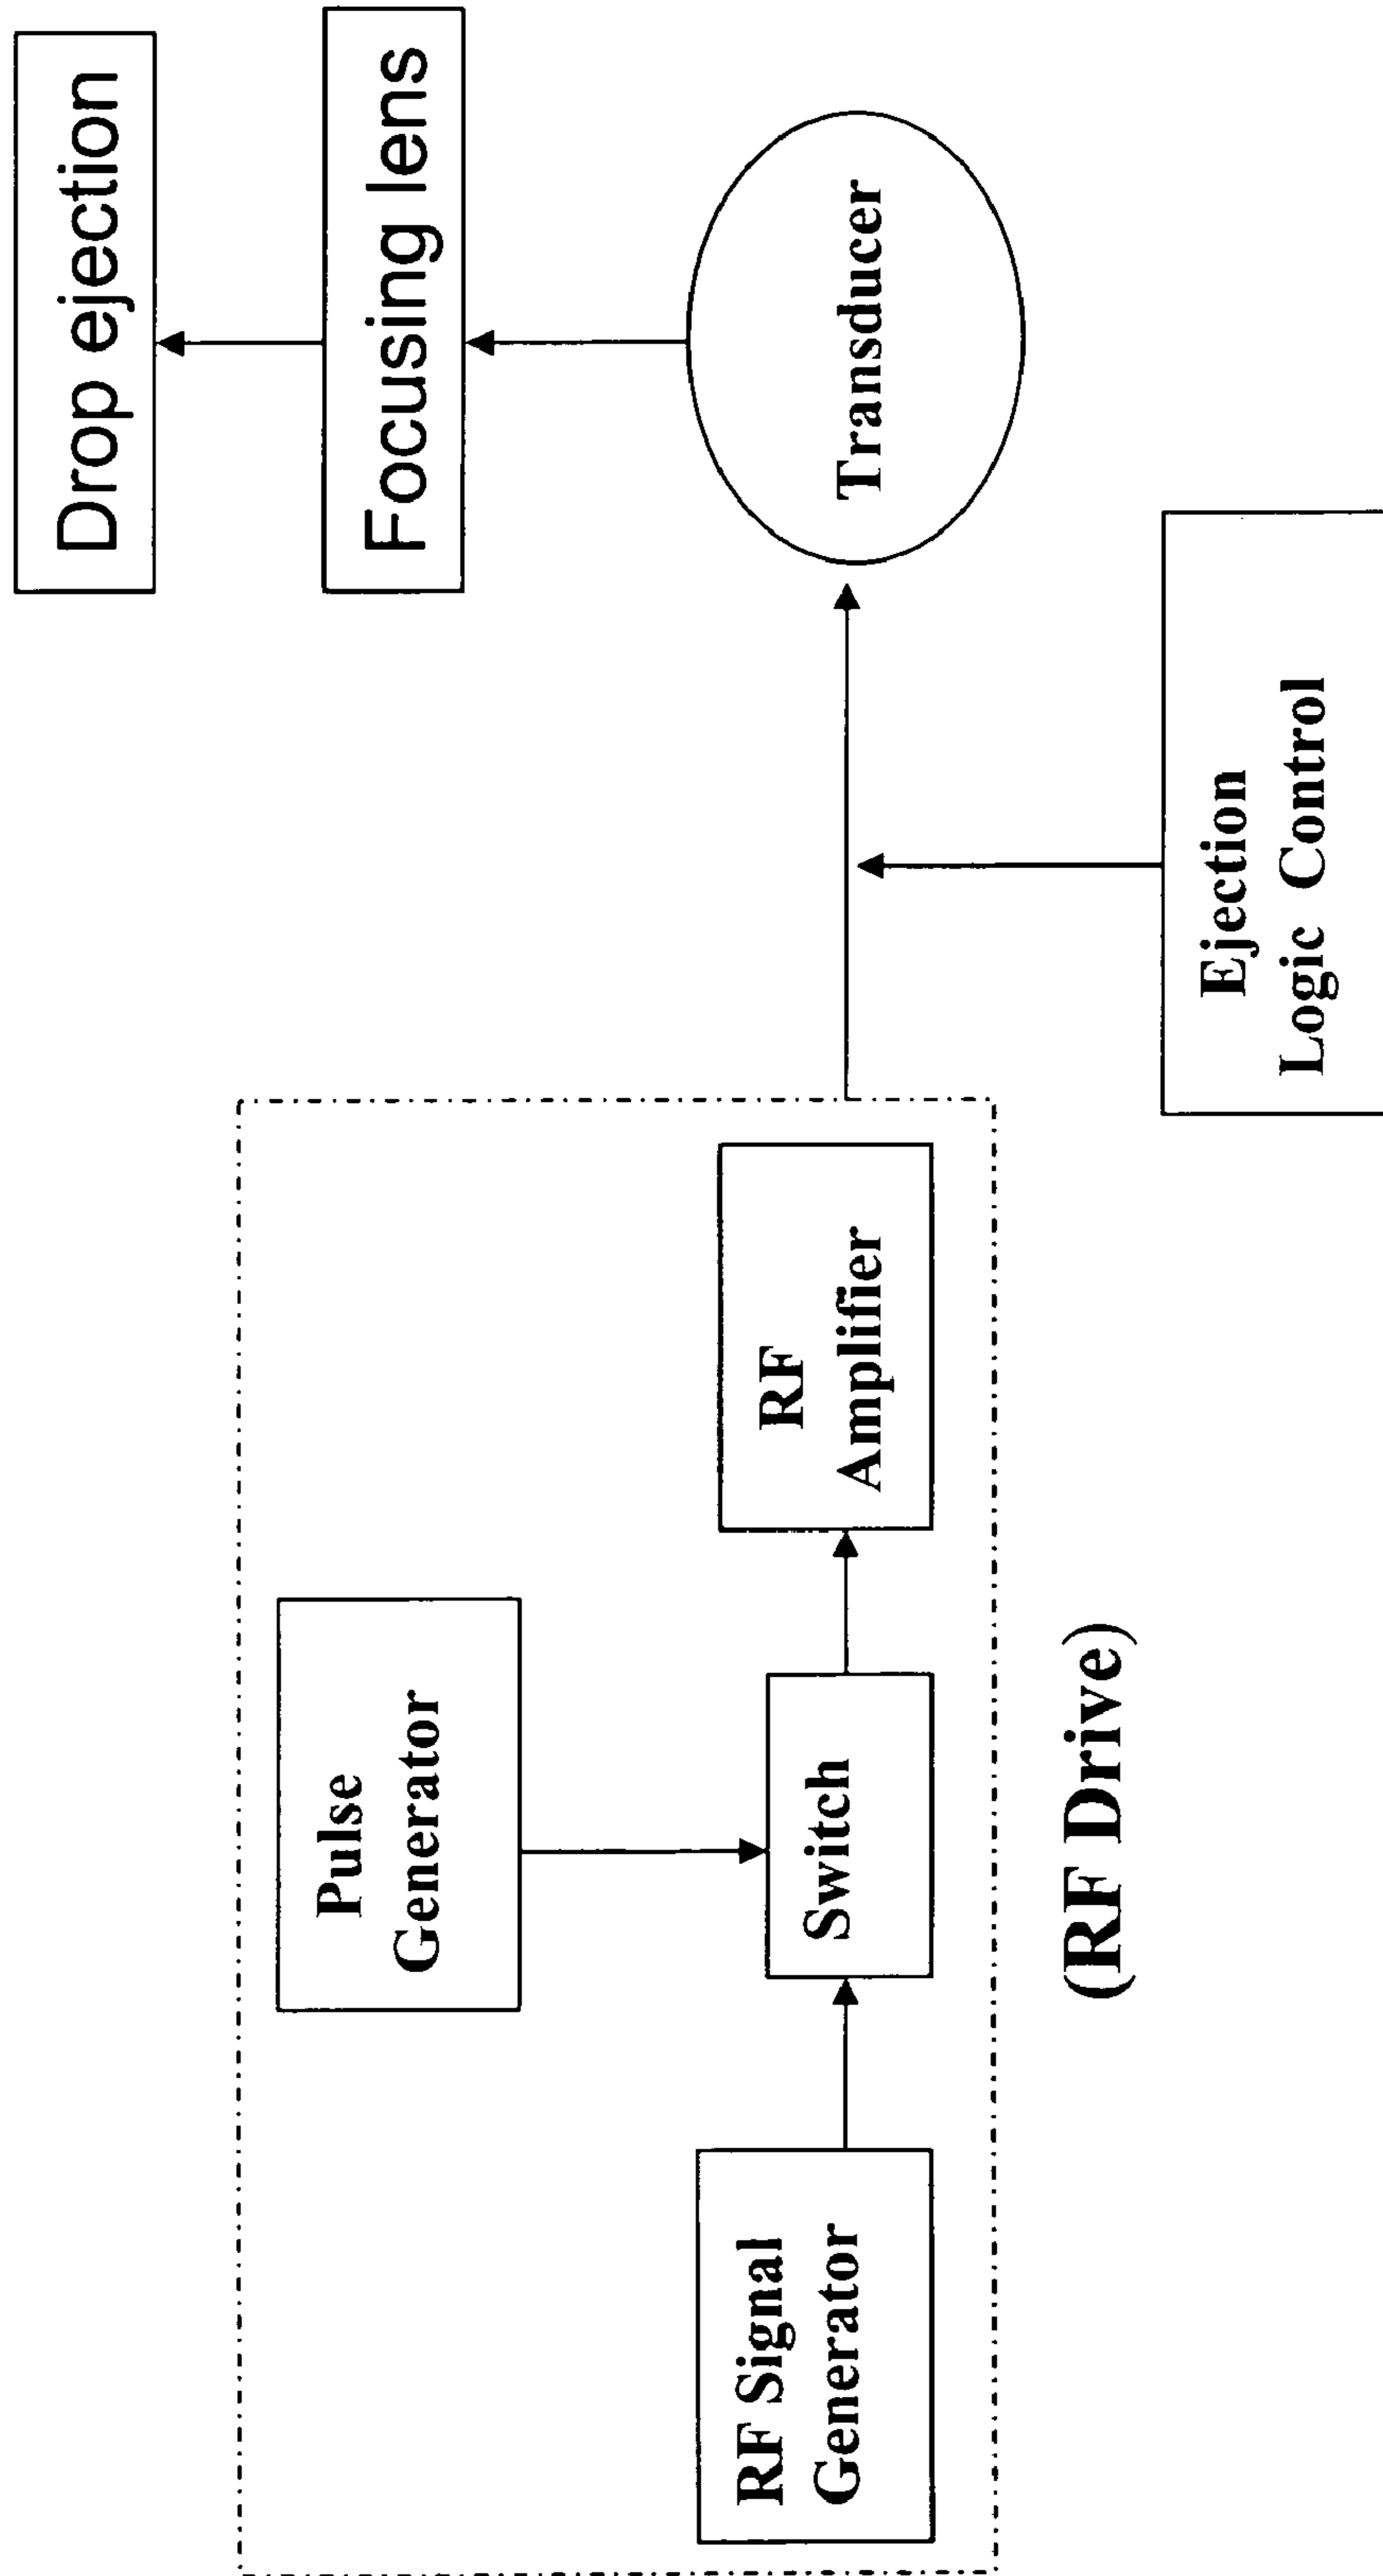 Drop ejection
Focusing lens
Transducer
Ejection
Logic Control
Pulse
Generator
RF
Amplifier
Switch
RF Signal
Generator
(RF Drive)